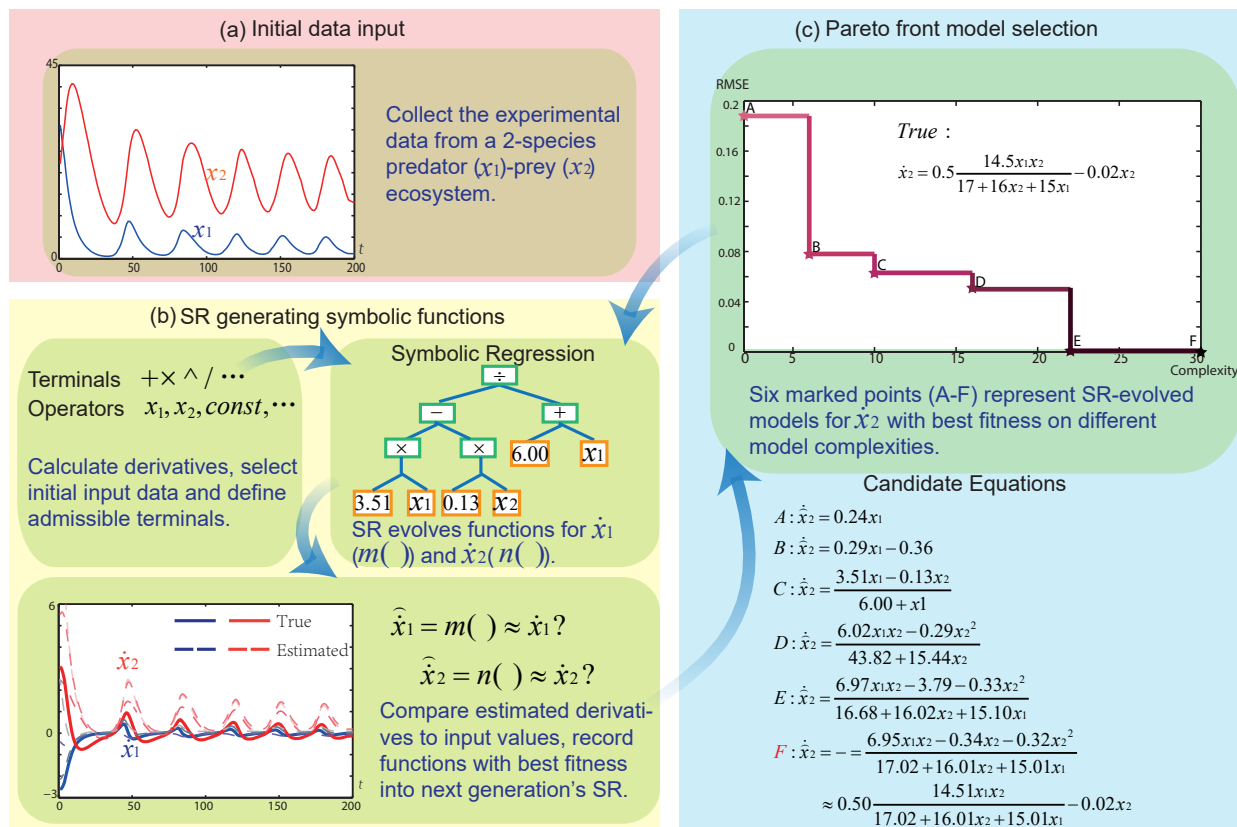 (a) Initial data input
45
0
0
50
100
150
200
t
x₂
x₁
Collect the experimental
data from a 2-species
predator (x₁)-prey (x₂)
ecosystem.
(b) SR generating symbolic functions
Terminals + × ^ / ···
Operators x₁, x₂, const, ···
Calculate derivatives, select
initial input data and define
admissible terminals.
Symbolic Regression
÷
− +
× × 6.00 x₁
3.51 x₁ 0.13 x₂
SR evolves functions for ẋ₁
(m( )) and ẋ₂( n( )).
6
0
−3
0 50 100 150 200
t
True
Estimated
ẋ₂
ẋ₁
x̂̇₁ = m( ) ≈ ẋ₁?
x̂̇₂ = n( ) ≈ ẋ₂?
Compare estimated derivati-
ves to input values, record
functions with best fitness
into next generation's SR.
(c) Pareto front model selection
RMSE
0.2
0.16
0.12
0.08
0.04
0
0 5 10 15 20 25 30
Complexity
A
B
C
D
E
F
True :
ẋ₂ = 0.5 14.5x₁x₂ / (17 + 16x₂ + 15x₁) − 0.02x₂
Six marked points (A-F) represent SR-evolved
models for ẋ₂ with best fitness on different
model complexities.
Candidate Equations
A : x̂̇₂ = 0.24x₁
B : x̂̇₂ = 0.29x₁ − 0.36
C : x̂̇₂ = (3.51x₁ − 0.13x₂) / (6.00 + x1)
D : x̂̇₂ = (6.02x₁x₂ − 0.29x₂²) / (43.82 + 15.44x₂)
E : x̂̇₂ = (6.97x₁x₂ − 3.79 − 0.33x₂²) / (16.68 + 16.02x₂ + 15.10x₁)
F : x̂̇₂ = − = (6.95x₁x₂ − 0.34x₂ − 0.32x₂²) / (17.02 + 16.01x₂ + 15.01x₁)
≈ 0.50 14.51x₁x₂ / (17.02 + 16.01x₂ + 15.01x₁) − 0.02x₂